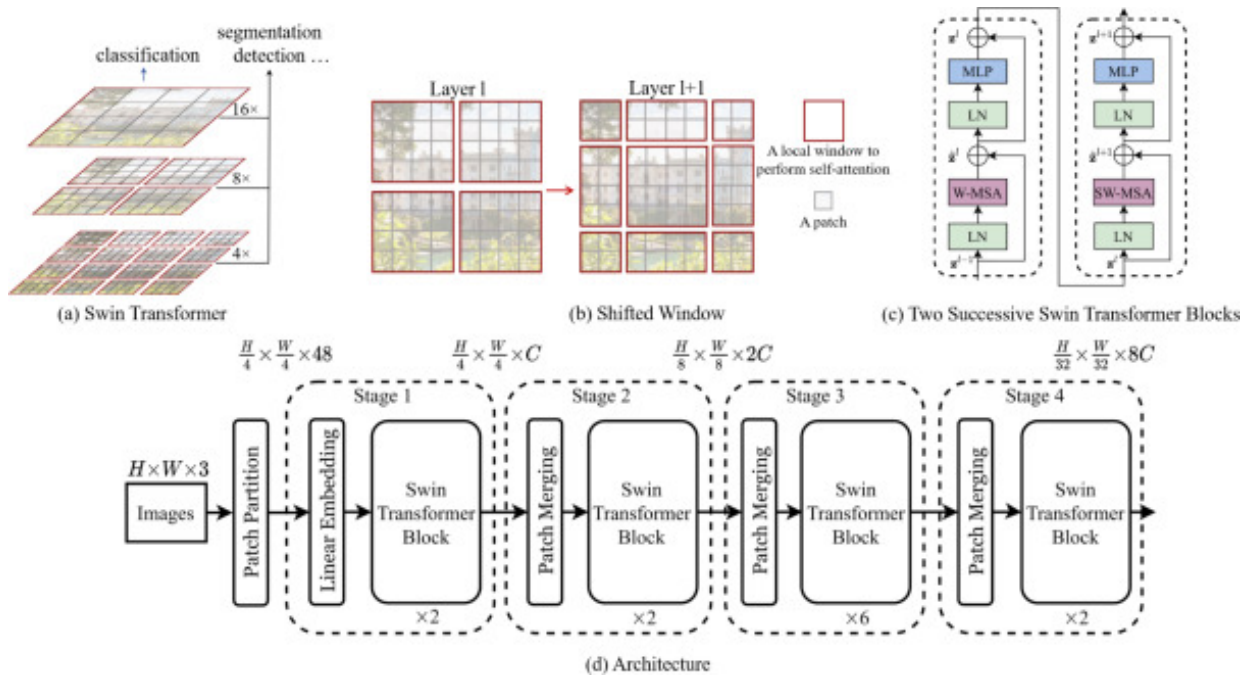 segmentation
classification detection ...
16×
8×
4×
(a) Swin Transformer
Layer l
Layer l+1
A local window to
perform self-attention
A patch
(b) Shifted Window
z^l
MLP
LN
ẑ^l
W-MSA
LN
z^{l-1}
z^{l+1}
MLP
LN
ẑ^{l+1}
SW-MSA
LN
z^l
(c) Two Successive Swin Transformer Blocks
H/4 × W/4 × 48
H/4 × W/4 × C
H/8 × W/8 × 2C
H/32 × W/32 × 8C
Stage 1
Stage 2
Stage 3
Stage 4
H×W×3
Images
Patch Partition
Linear Embedding
Swin
Transformer
Block
×2
Patch Merging
Swin
Transformer
Block
×2
Patch Merging
Swin
Transformer
Block
×6
Patch Merging
Swin
Transformer
Block
×2
(d) Architecture